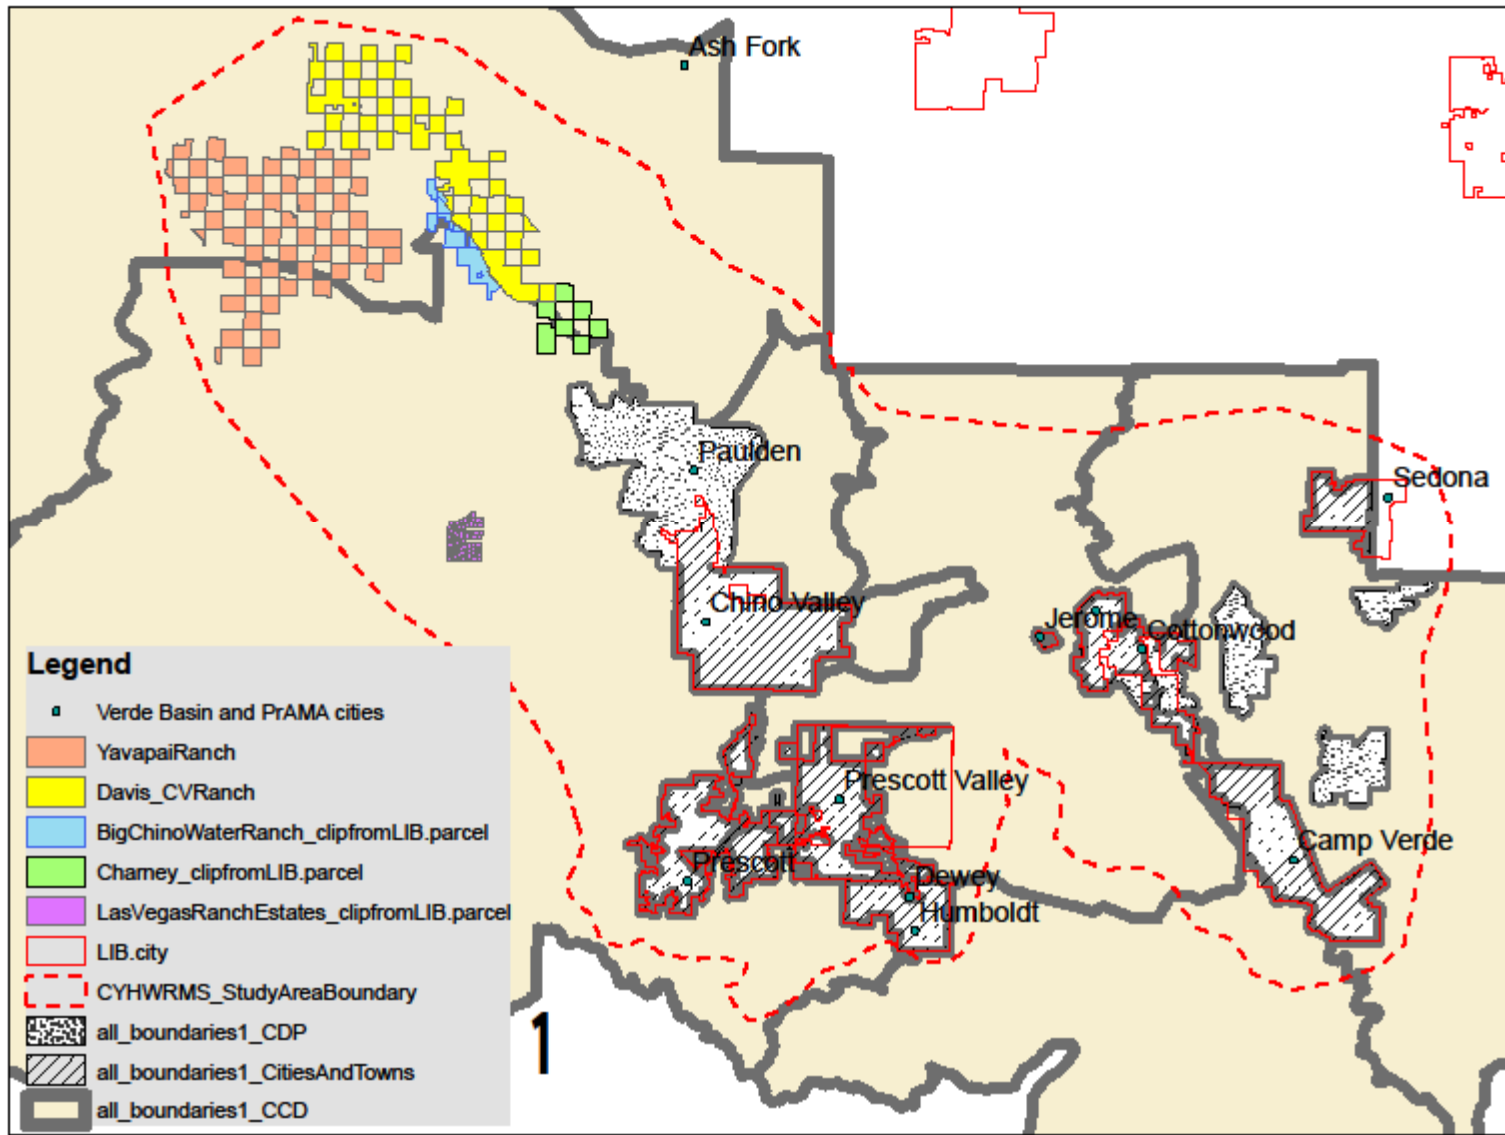 Ash Fork
Paulden
Sedona
Chino Valley
Jerome
Cottonwood
Prescott Valley
Prescott
Camp Verde
Dewey
Humboldt
Legend
Verde Basin and PrAMA cities
YavapaiRanch
Davis_CVRanch
BigChinoWaterRanch_clipfromLIB.parcel
Charney_clipfromLIB.parcel
LasVegasRanchEstates_clipfromLIB.parcel
LIB.city
CYHWRMS_StudyAreaBoundary
all_boundaries1_CDP
all_boundaries1_CitiesAndTowns
all_boundaries1_CCD
1